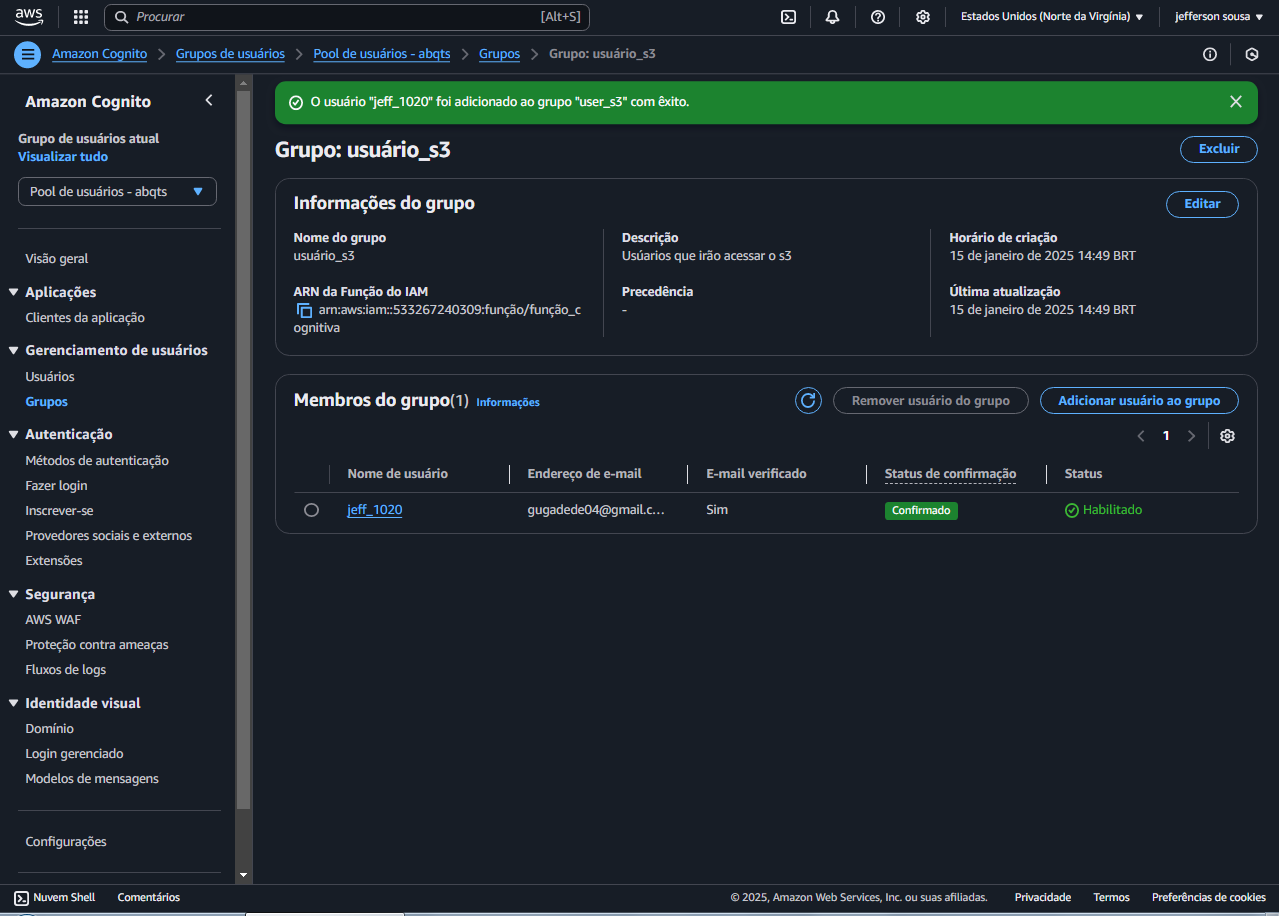 aws
Procurar [Alt+S]
Estados Unidos (Norte da Virgínia)
jefferson sousa
Amazon Cognito
Grupos de usuários
Pool de usuários - abqts
Grupos
Grupo: usuário_s3
Amazon Cognito
Grupo de usuários atual
Visualizar tudo
Pool de usuários - abqts
Visão geral
Aplicações
Clientes da aplicação
Gerenciamento de usuários
Usuários
Grupos
Autenticação
Métodos de autenticação
Fazer login
Inscrever-se
Provedores sociais e externos
Extensões
Segurança
AWS WAF
Proteção contra ameaças
Fluxos de logs
Identidade visual
Domínio
Login gerenciado
Modelos de mensagens
Configurações
O usuário "jeff_1020" foi adicionado ao grupo "user_s3" com êxito.
Grupo: usuário_s3
Excluir
Informações do grupo
Editar
Nome do grupo
usuário_s3
ARN da Função do IAM
arn:aws:iam::533267240309:função/função_c
ognitiva
Descrição
Usúarios que irão acessar o s3
Precedência
-
Horário de criação
15 de janeiro de 2025 14:49 BRT
Última atualização
15 de janeiro de 2025 14:49 BRT
Membros do grupo(1) Informações
Remover usuário do grupo
Adicionar usuário ao grupo
1
Nome de usuário Endereço de e-mail E-mail verificado Status de confirmação Status
jeff_1020 gugadede04@gmail.c... Sim Confirmado Habilitado
Nuvem Shell Comentários © 2025, Amazon Web Services, Inc. ou suas afiliadas. Privacidade Termos Preferências de cookies